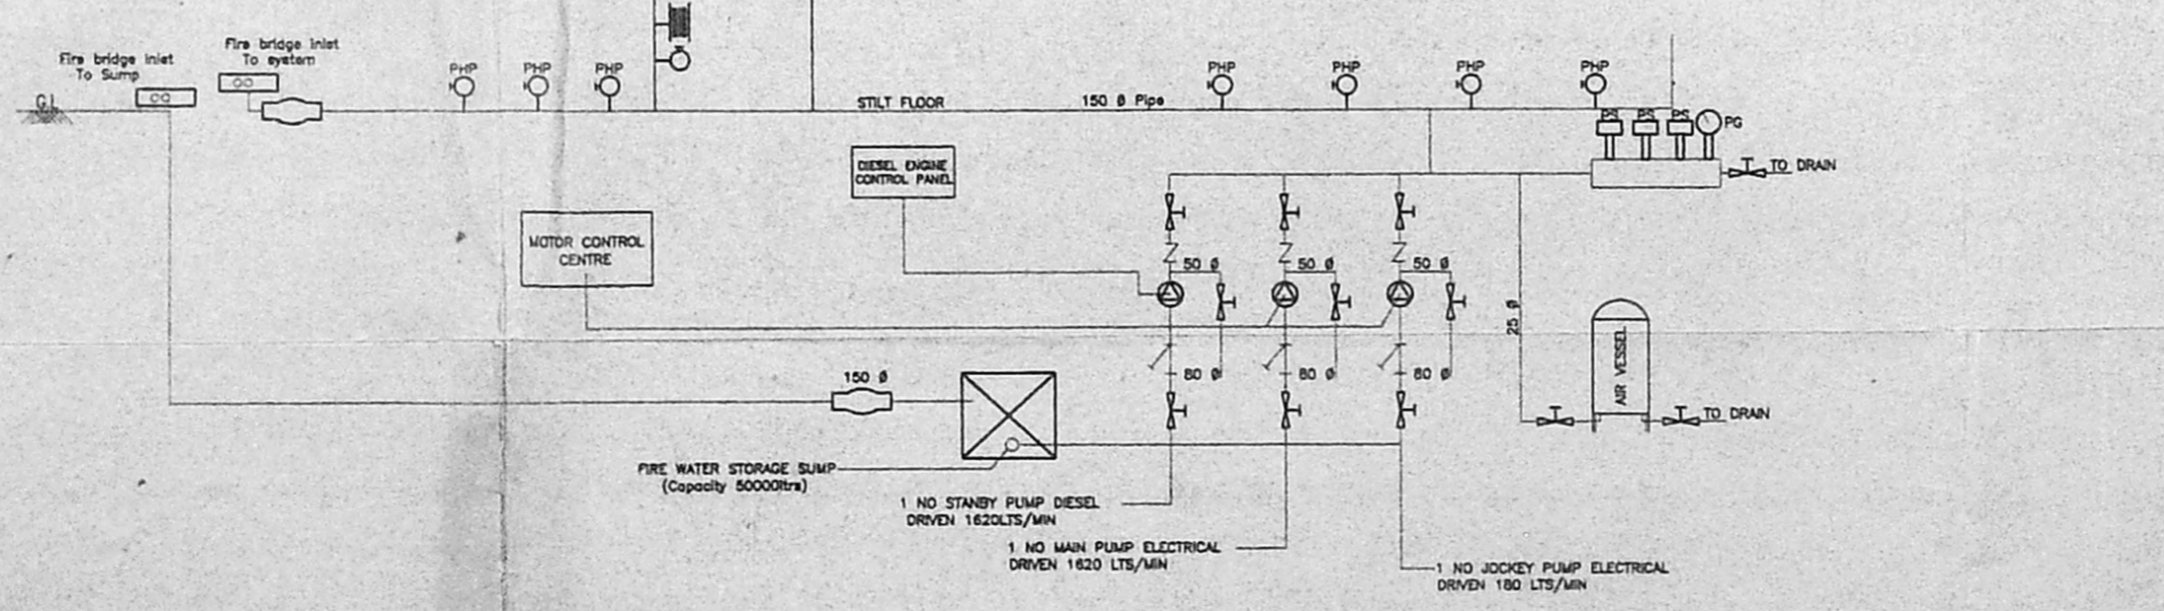 Fire bridge inlet
To Sump
Fire bridge inlet
To system
G.L
PHP
PHP
PHP
STILT FLOOR
150 Ø Pipe
PHP
PHP
PHP
PHP
PS
PS
PS
PG
TO DRAIN
DIESEL ENGINE
CONTROL PANEL
MOTOR CONTROL
CENTRE
50 Ø
50 Ø
50 Ø
25 Ø
AIR VESSEL
80 Ø
80 Ø
80 Ø
150 Ø
TO DRAIN
FIRE WATER STORAGE SUMP
(Capacity 50000ltrs)
1 NO STANBY PUMP DIESEL
DRIVEN 1620LTS/MIN
1 NO MAIN PUMP ELECTRICAL
DRIVEN 1620 LTS/MIN
1 NO JOCKEY PUMP ELECTRICAL
DRIVEN 180 LTS/MIN